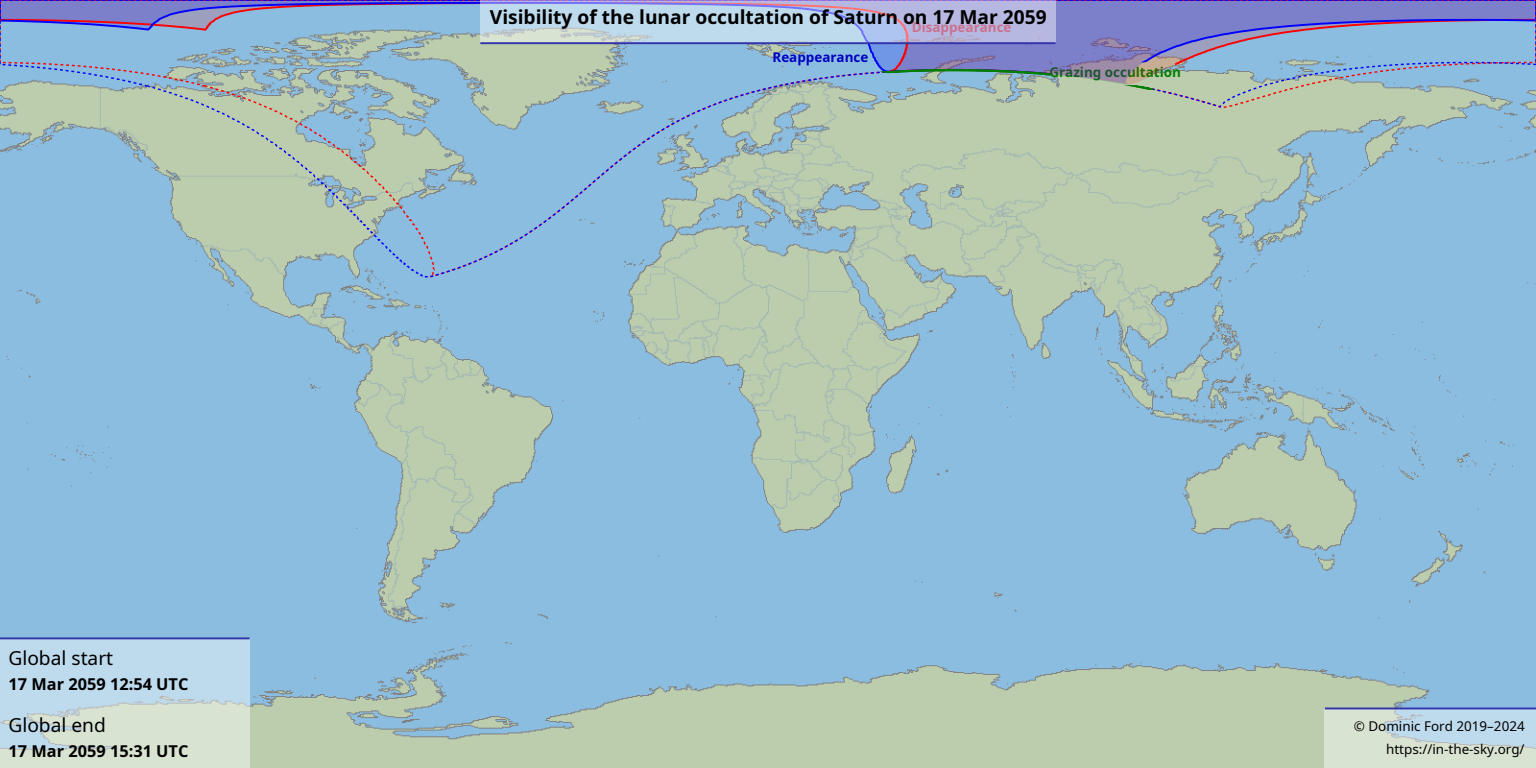 Visibility of the lunar occultation of Saturn on 17 Mar 2059
Disappearance
Reappearance
Grazing occultation
Global start
17 Mar 2059 12:54 UTC
Global end
17 Mar 2059 15:31 UTC
© Dominic Ford 2019–2024
https://in-the-sky.org/